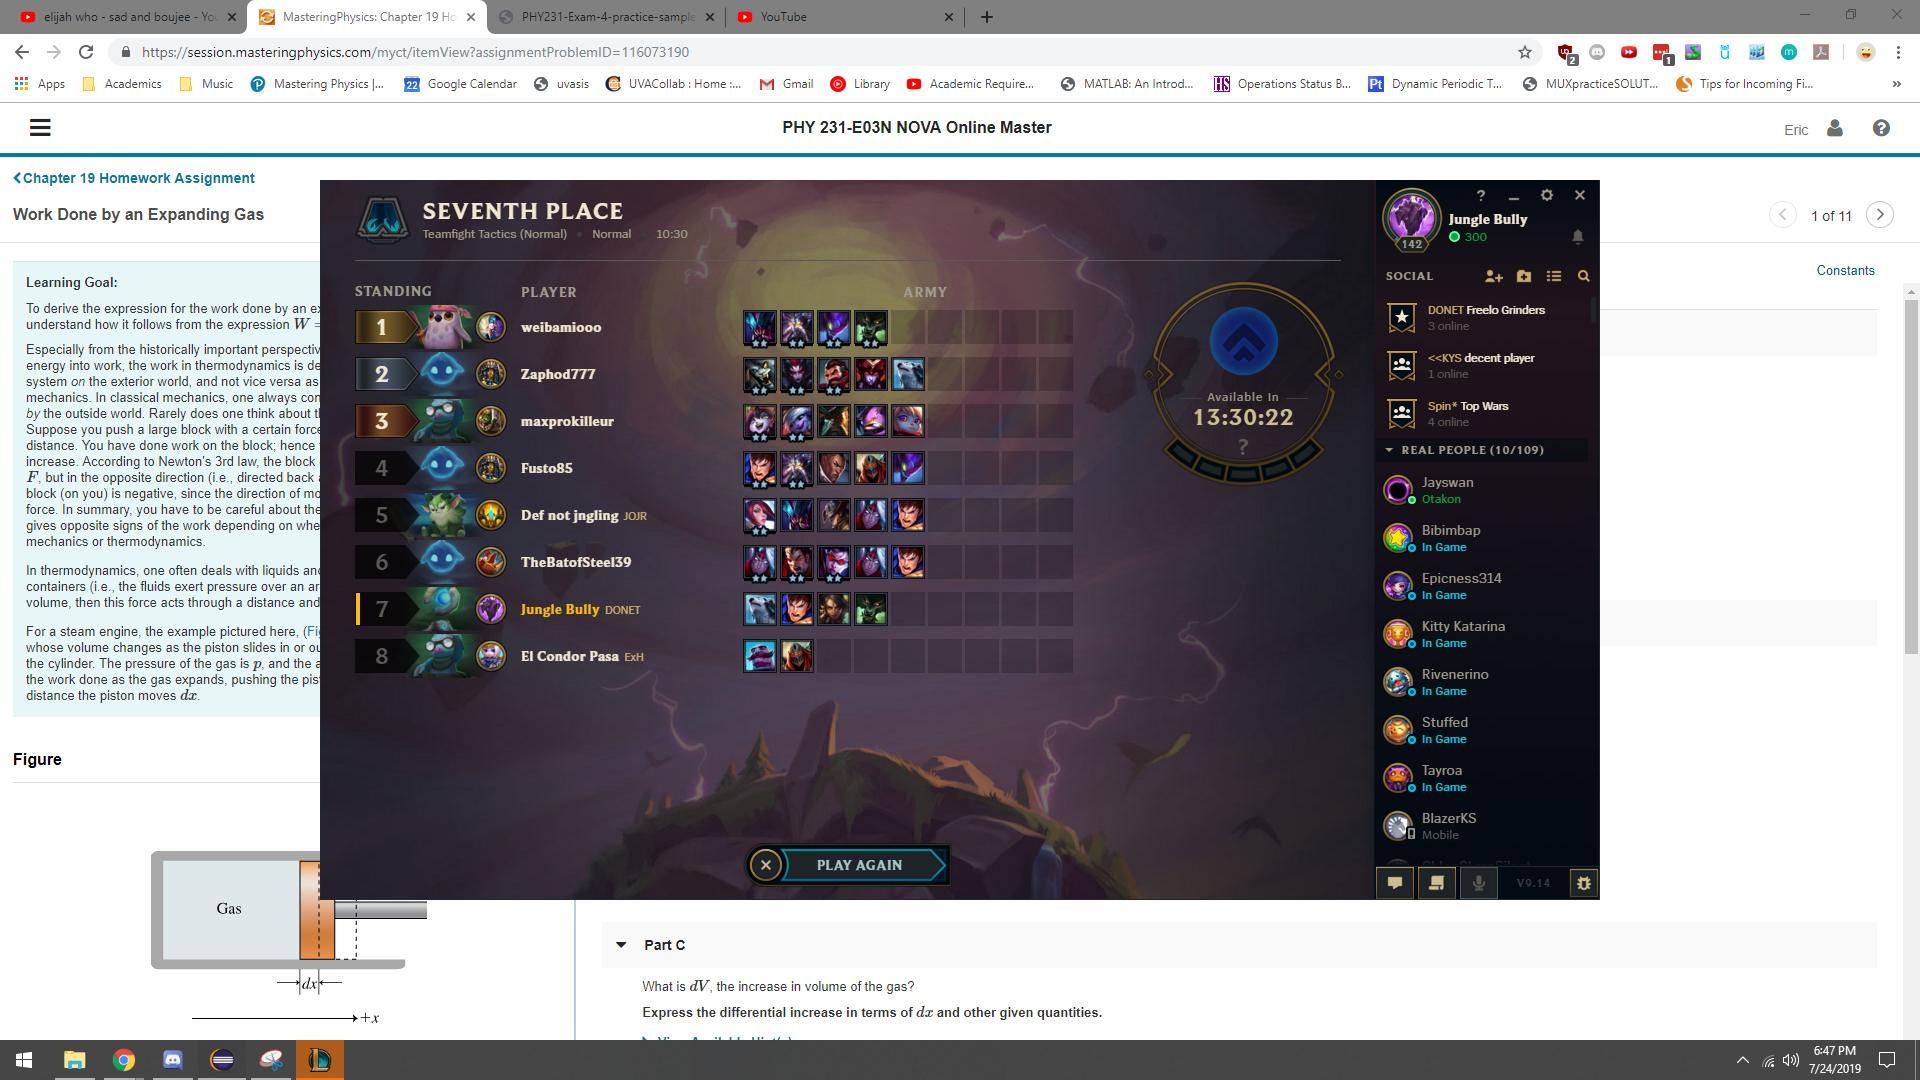 elijah who - sad and boujee - You
MasteringPhysics: Chapter 19 Ho
PHY231-Exam-4-practice-sample
YouTube
https://session.masteringphysics.com/myct/itemView?assignmentProblemID=116073190
2
1
Apps
Academics
Music
Mastering Physics |...
22
Google Calendar
uvasis
UVACollab : Home :...
Gmail
Library
Academic Require...
MATLAB: An Introd...
Operations Status B...
Dynamic Periodic T...
MUXpracticeSOLUT...
Tips for Incoming Fi...
»
PHY 231-E03N NOVA Online Master
Eric
Chapter 19 Homework Assignment
Work Done by an Expanding Gas
1 of 11
Constants
Learning Goal:
To derive the expression for the work done by an ex
understand how it follows from the expression W =
Especially from the historically important perspectiv
energy into work, the work in thermodynamics is de
system on the exterior world, and not vice versa as
mechanics. In classical mechanics, one always con
by the outside world. Rarely does one think about th
Suppose you push a large block with a certain force
distance. You have done work on the block; hence
increase. According to Newton's 3rd law, the block
F, but in the opposite direction (i.e., directed back a
block (on you) is negative, since the direction of mo
force. In summary, you have to be careful about the
gives opposite signs of the work depending on whe
mechanics or thermodynamics.
In thermodynamics, one often deals with liquids and
containers (i.e., the fluids exert pressure over an ar
volume, then this force acts through a distance and
For a steam engine, the example pictured here, (Fig
whose volume changes as the piston slides in or ou
the cylinder. The pressure of the gas is p, and the a
the work done as the gas expands, pushing the pist
distance the piston moves dx.
Figure
Gas
dx
+x
SEVENTH PLACE
Teamfight Tactics (Normal) • Normal • 10:30
STANDING PLAYER ARMY
1 weibamiooo
2 Zaphod777
3 maxprokilleur
4 Fusto85
5 Def not jngling JOJR
6 TheBatofSteel39
7 Jungle Bully DONET
8 El Condor Pasa ExH
Available In
13:30:22
?
PLAY AGAIN
?
Jungle Bully
300
142
SOCIAL
DONET Freelo Grinders
3 online
<<KYS decent player
1 online
Spin* Top Wars
4 online
REAL PEOPLE (10/109)
Jayswan
Otakon
Bibimbap
In Game
Epicness314
In Game
Kitty Katarina
In Game
Rivenerino
In Game
Stuffed
In Game
Tayroa
In Game
BlazerKS
Mobile
V9.14
Part C
What is dV, the increase in volume of the gas?
Express the differential increase in terms of dx and other given quantities.
6:47 PM
7/24/2019